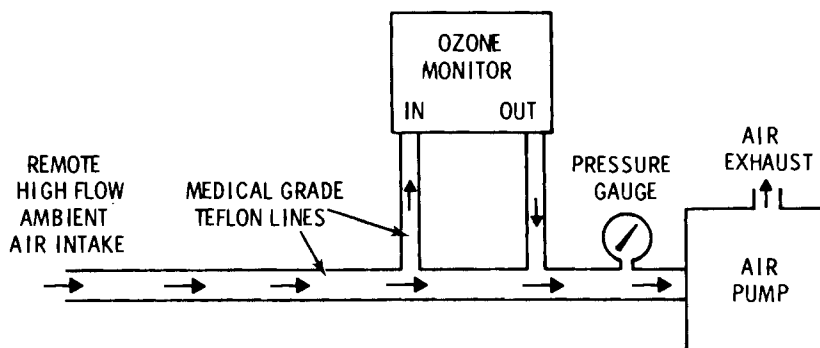 OZONE
MONITOR
IN OUT
REMOTE
HIGH FLOW
AMBIENT
AIR INTAKE
MEDICAL GRADE
TEFLON LINES
PRESSURE
GAUGE
AIR
EXHAUST
AIR
PUMP